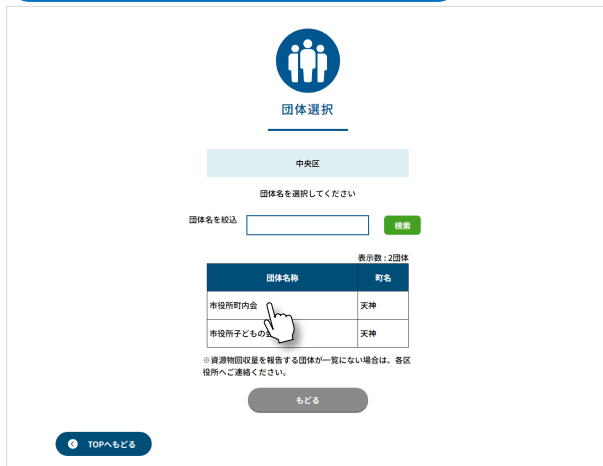 団体選択
中央区
団体名を選択してください
団体名を絞込
検索
表示数 : 2団体
団体名称 町名
市役所町内会 天神
市役所子どもの会 天神
※資源物回収量を報告する団体が一覧にない場合は、各区
役所へご連絡ください。
もどる
TOPへもどる